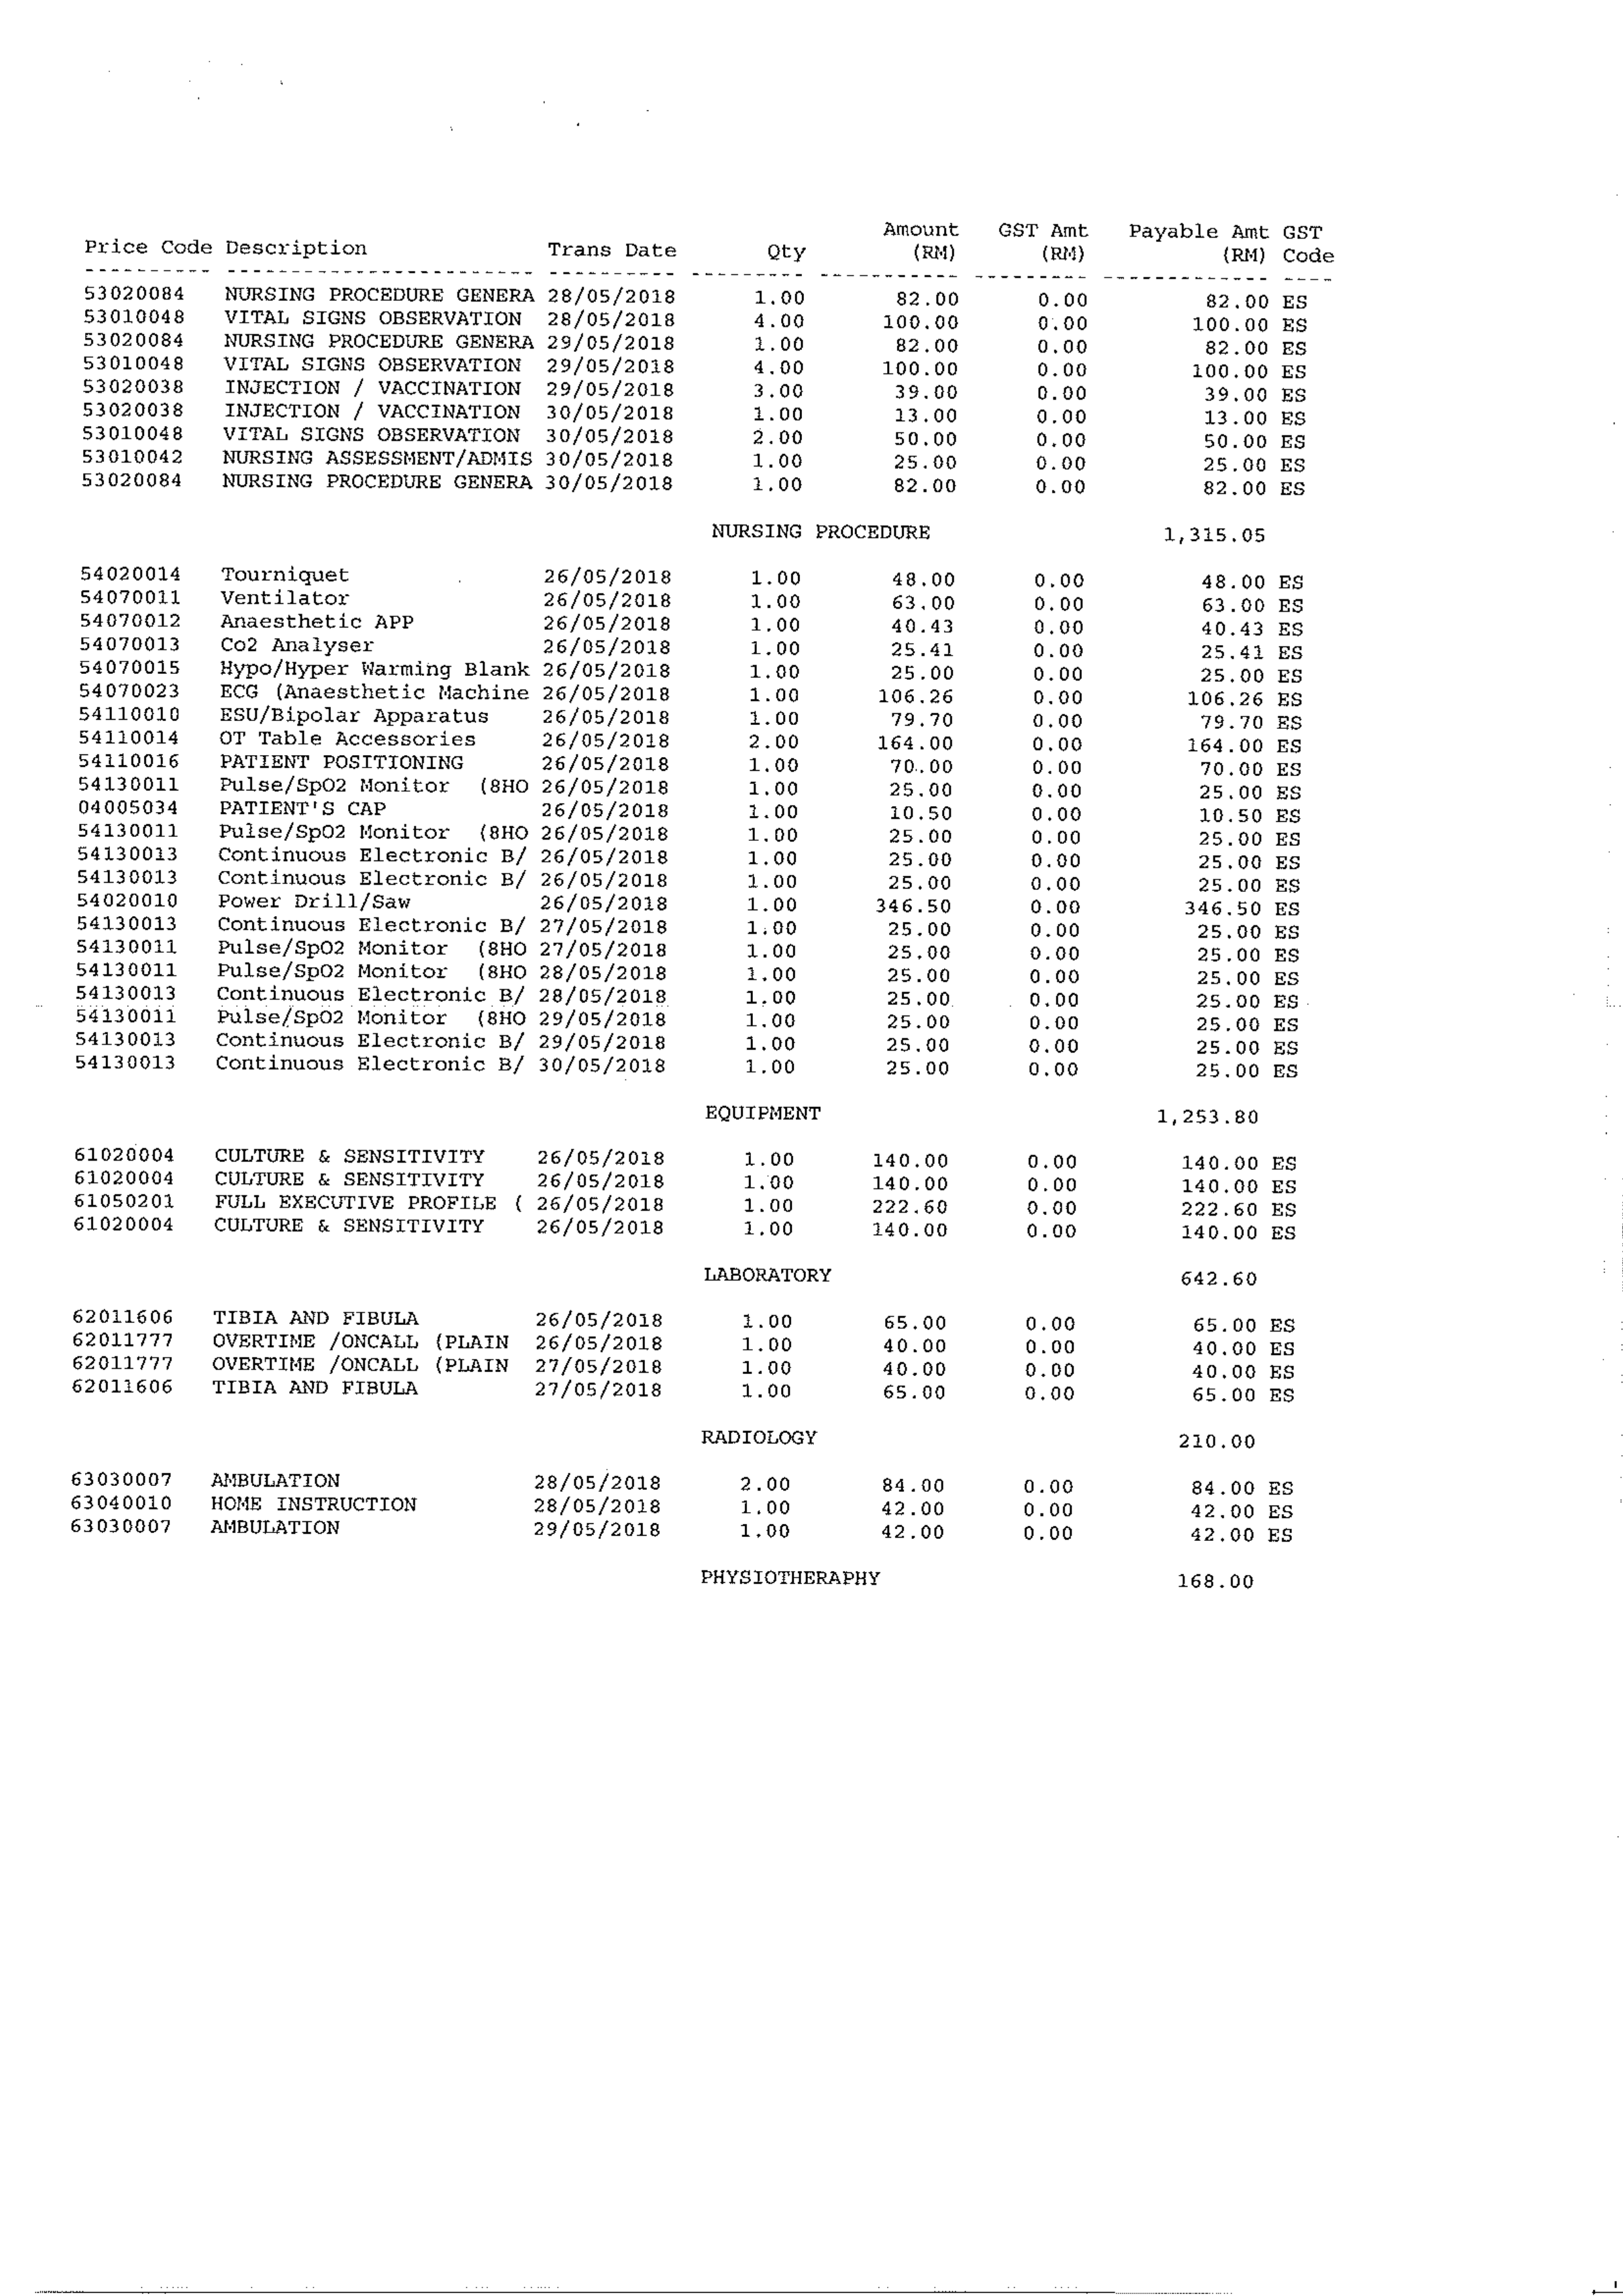 Amount GST Amt Payable Amt GST
Price Code Description Trans Date Qty (RM) (RM) (RM) Code
---------- ------------------------ ---------- --------- ----------- --------- ------------- ----
53020084 NURSING PROCEDURE GENERA 28/05/2018 1.00 82.00 0.00 82.00 ES
53010048 VITAL SIGNS OBSERVATION 28/05/2018 4.00 100.00 0.00 100.00 ES
53020084 NURSING PROCEDURE GENERA 29/05/2018 1.00 82.00 0.00 82.00 ES
53010048 VITAL SIGNS OBSERVATION 29/05/2018 4.00 100.00 0.00 100.00 ES
53020038 INJECTION / VACCINATION 29/05/2018 3.00 39.00 0.00 39.00 ES
53020038 INJECTION / VACCINATION 30/05/2018 1.00 13.00 0.00 13.00 ES
53010048 VITAL SIGNS OBSERVATION 30/05/2018 2.00 50.00 0.00 50.00 ES
53010042 NURSING ASSESSMENT/ADMIS 30/05/2018 1.00 25.00 0.00 25.00 ES
53020084 NURSING PROCEDURE GENERA 30/05/2018 1.00 82.00 0.00 82.00 ES
NURSING PROCEDURE 1,315.05
54020014 Tourniquet 26/05/2018 1.00 48.00 0.00 48.00 ES
54070011 Ventilator 26/05/2018 1.00 63.00 0.00 63.00 ES
54070012 Anaesthetic APP 26/05/2018 1.00 40.43 0.00 40.43 ES
54070013 Co2 Analyser 26/05/2018 1.00 25.41 0.00 25.41 ES
54070015 Hypo/Hyper Warming Blank 26/05/2018 1.00 25.00 0.00 25.00 ES
54070023 ECG (Anaesthetic Machine 26/05/2018 1.00 106.26 0.00 106.26 ES
54110010 ESU/Bipolar Apparatus 26/05/2018 1.00 79.70 0.00 79.70 ES
54110014 OT Table Accessories 26/05/2018 2.00 164.00 0.00 164.00 ES
54110016 PATIENT POSITIONING 26/05/2018 1.00 70.00 0.00 70.00 ES
54130011 Pulse/SpO2 Monitor (8HO 26/05/2018 1.00 25.00 0.00 25.00 ES
04005034 PATIENT'S CAP 26/05/2018 1.00 10.50 0.00 10.50 ES
54130011 Pulse/SpO2 Monitor (8HO 26/05/2018 1.00 25.00 0.00 25.00 ES
54130013 Continuous Electronic B/ 26/05/2018 1.00 25.00 0.00 25.00 ES
54130013 Continuous Electronic B/ 26/05/2018 1.00 25.00 0.00 25.00 ES
54020010 Power Drill/Saw 26/05/2018 1.00 346.50 0.00 346.50 ES
54130013 Continuous Electronic B/ 27/05/2018 1.00 25.00 0.00 25.00 ES
54130011 Pulse/SpO2 Monitor (8HO 27/05/2018 1.00 25.00 0.00 25.00 ES
54130011 Pulse/SpO2 Monitor (8HO 28/05/2018 1.00 25.00 0.00 25.00 ES
54130013 Continuous Electronic B/ 28/05/2018 1.00 25.00 0.00 25.00 ES
54130011 Pulse/SpO2 Monitor (8HO 29/05/2018 1.00 25.00 0.00 25.00 ES
54130013 Continuous Electronic B/ 29/05/2018 1.00 25.00 0.00 25.00 ES
54130013 Continuous Electronic B/ 30/05/2018 1.00 25.00 0.00 25.00 ES
EQUIPMENT 1,253.80
61020004 CULTURE & SENSITIVITY 26/05/2018 1.00 140.00 0.00 140.00 ES
61020004 CULTURE & SENSITIVITY 26/05/2018 1.00 140.00 0.00 140.00 ES
61050201 FULL EXECUTIVE PROFILE ( 26/05/2018 1.00 222.60 0.00 222.60 ES
61020004 CULTURE & SENSITIVITY 26/05/2018 1.00 140.00 0.00 140.00 ES
LABORATORY 642.60
62011606 TIBIA AND FIBULA 26/05/2018 1.00 65.00 0.00 65.00 ES
62011777 OVERTIME /ONCALL (PLAIN 26/05/2018 1.00 40.00 0.00 40.00 ES
62011777 OVERTIME /ONCALL (PLAIN 27/05/2018 1.00 40.00 0.00 40.00 ES
62011606 TIBIA AND FIBULA 27/05/2018 1.00 65.00 0.00 65.00 ES
RADIOLOGY 210.00
63030007 AMBULATION 28/05/2018 2.00 84.00 0.00 84.00 ES
63040010 HOME INSTRUCTION 28/05/2018 1.00 42.00 0.00 42.00 ES
63030007 AMBULATION 29/05/2018 1.00 42.00 0.00 42.00 ES
PHYSIOTHERAPHY 168.00